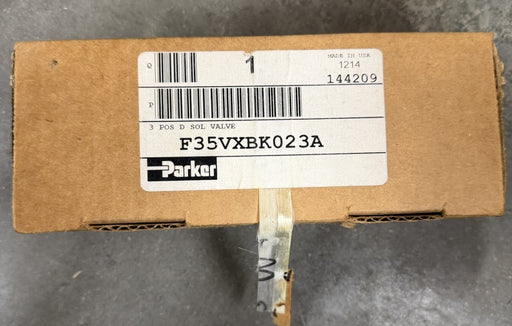 Q 1 MADE IN USA
1214
144209
P
3 POS D SOL VALVE
F35VXBK023A
Parker